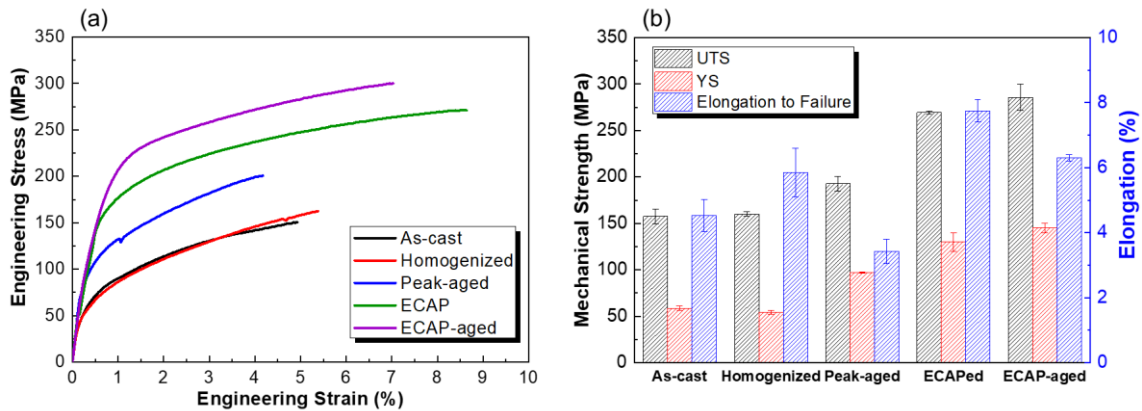 (a)
Engineering Stress (MPa)
350
300
250
200
150
100
50
0
As-cast
Homogenized
Peak-aged
ECAP
ECAP-aged
0 1 2 3 4 5 6 7 8 9 10
Engineering Strain (%)
(b)
Mechanical Strength (MPa)
350
300
250
200
150
100
50
0
UTS
YS
Elongation to Failure
As-cast Homogenized Peak-aged ECAPed ECAP-aged
10
8
6
4
2
0
Elongation (%)